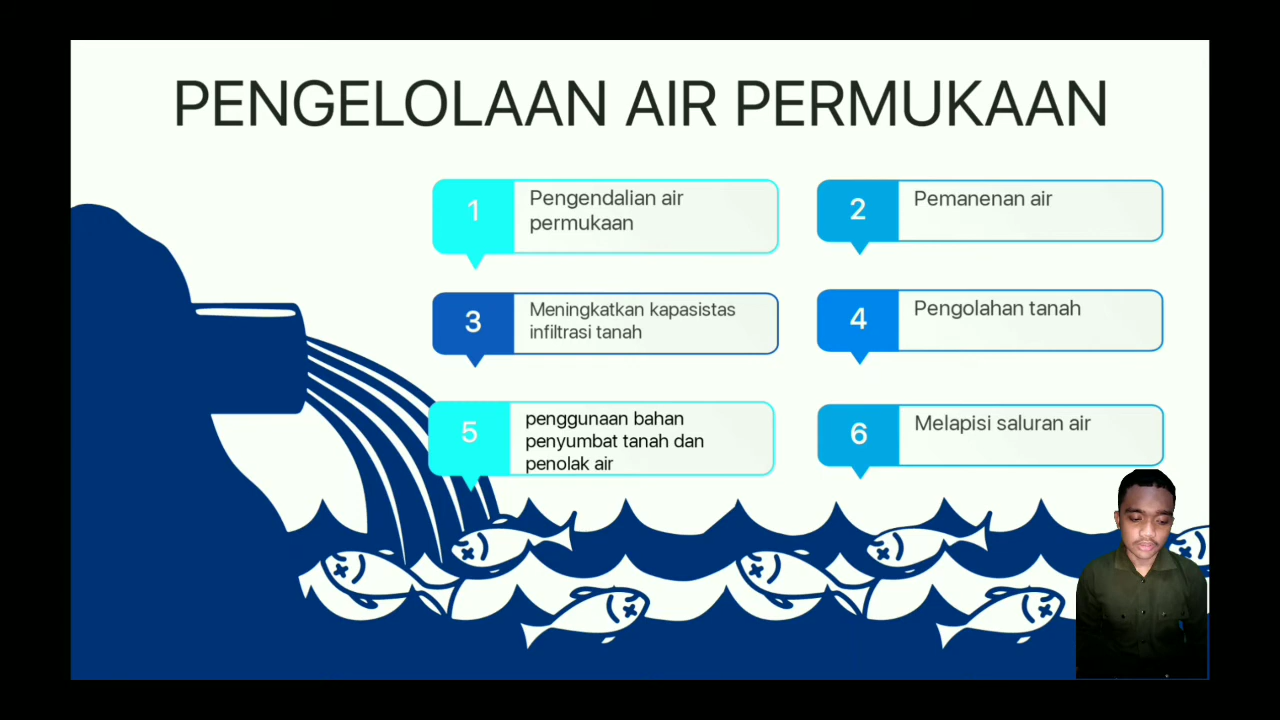 PENGELOLAAN AIR PERMUKAAN
1
Pengendalian air
permukaan
2
Pemanenan air
3
Meningkatkan kapasistas
infiltrasi tanah
4
Pengolahan tanah
5
penggunaan bahan
penyumbat tanah dan
penolak air
6
Melapisi saluran air